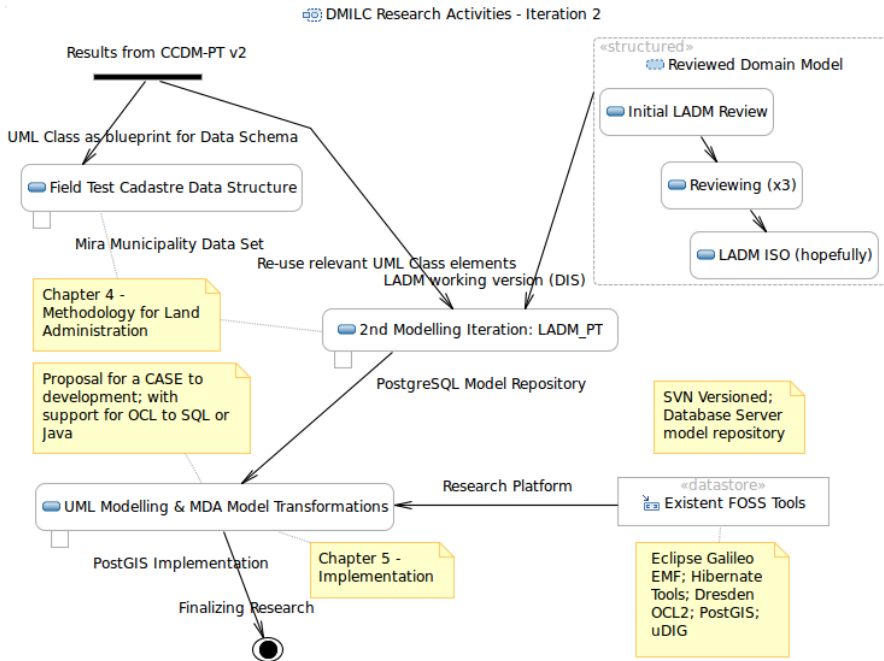 DMILC Research Activities - Iteration 2
Results from CCDM-PT v2
«structured»
Reviewed Domain Model
Initial LADM Review
Reviewing (x3)
LADM ISO (hopefully)
UML Class as blueprint for Data Schema
Field Test Cadastre Data Structure
Mira Municipality Data Set
Re-use relevant UML Class elements
LADM working version (DIS)
Chapter 4 -
Methodology for Land
Administration
2nd Modelling Iteration: LADM_PT
Proposal for a CASE to
development; with
support for OCL to SQL or
Java
PostgreSQL Model Repository
SVN Versioned;
Database Server
model repository
UML Modelling & MDA Model Transformations
Research Platform
«datastore»
Existent FOSS Tools
PostGIS Implementation
Chapter 5 -
Implementation
Eclipse Galileo
EMF; Hibernate
Tools; Dresden
OCL2; PostGIS;
uDIG
Finalizing Research